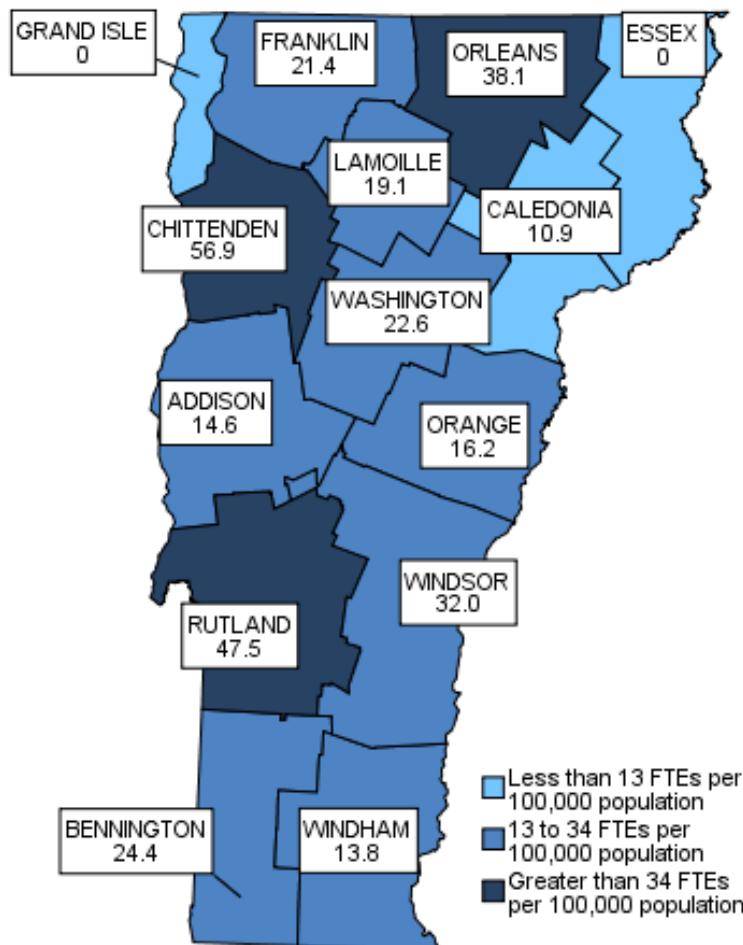 GRAND ISLE
0
FRANKLIN
21.4
ORLEANS
38.1
ESSEX
0
LAMOILLE
19.1
CALEDONIA
10.9
CHITTENDEN
56.9
WASHINGTON
22.6
ADDISON
14.6
ORANGE
16.2
WINDSOR
32.0
RUTLAND
47.5
BENNINGTON
24.4
WINDHAM
13.8
Less than 13 FTEs per
100,000 population
13 to 34 FTEs per
100,000 population
Greater than 34 FTEs
per 100,000 population